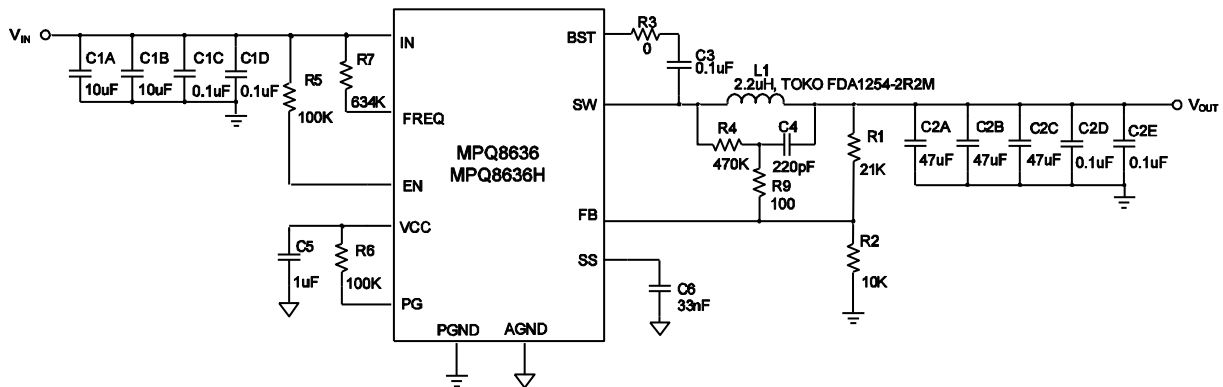 R3
BST
0
V_IN
IN
C3
0.1uF
C1A
C1B
C1C
C1D
R7
L1
2.2uH, TOKO FDA1254-2R2M
10uF
10uF
0.1uF
0.1uF
R5
634K
SW
V_OUT
100K
FREQ
R4
C4
R1
C2A
C2B
C2C
C2D
C2E
470K
220pF
21K
47uF
47uF
47uF
0.1uF
0.1uF
MPQ8636
MPQ8636H
EN
R9
100
FB
VCC
C5
R6
R2
SS
1uF
100K
10K
C6
33nF
PG
PGND
AGND